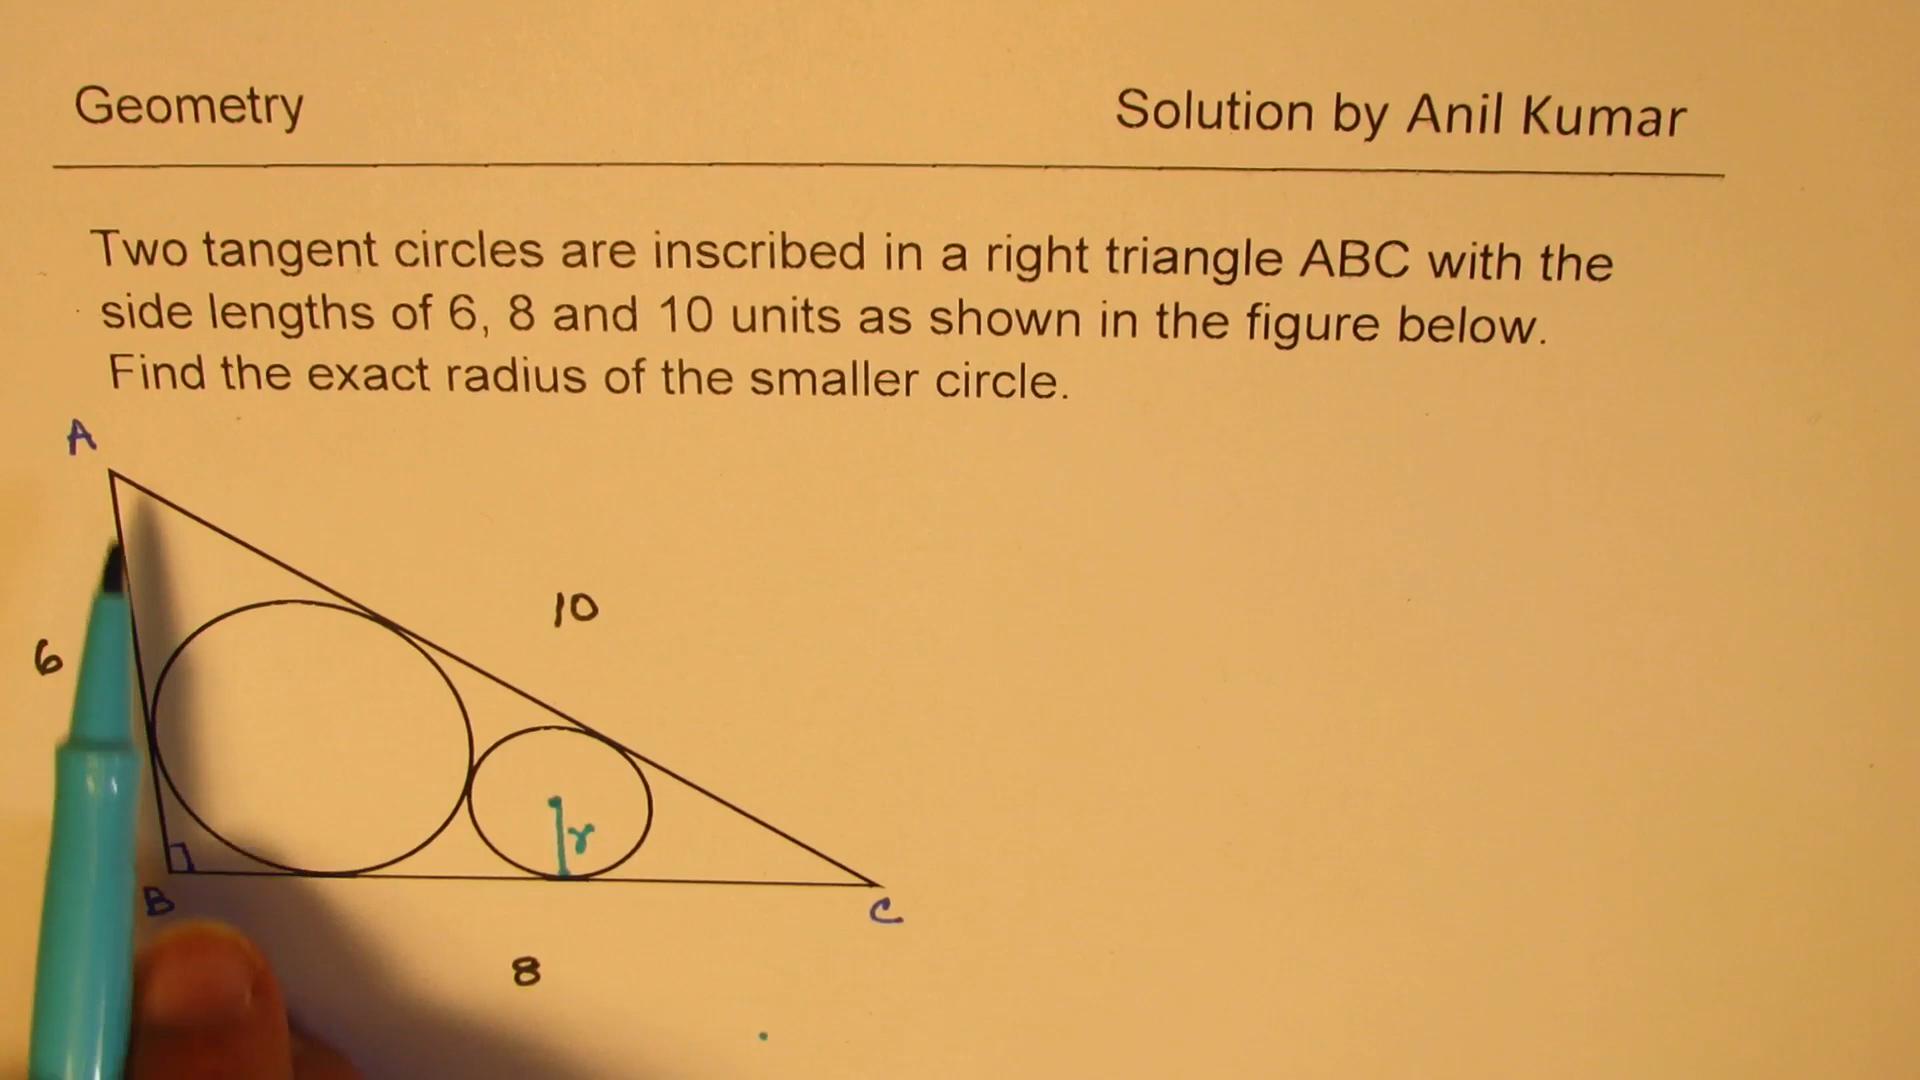 Geometry
Solution by Anil Kumar
Two tangent circles are inscribed in a right triangle ABC with the
side lengths of 6, 8 and 10 units as shown in the figure below.
Find the exact radius of the smaller circle.
A
10
6
r
B
C
8